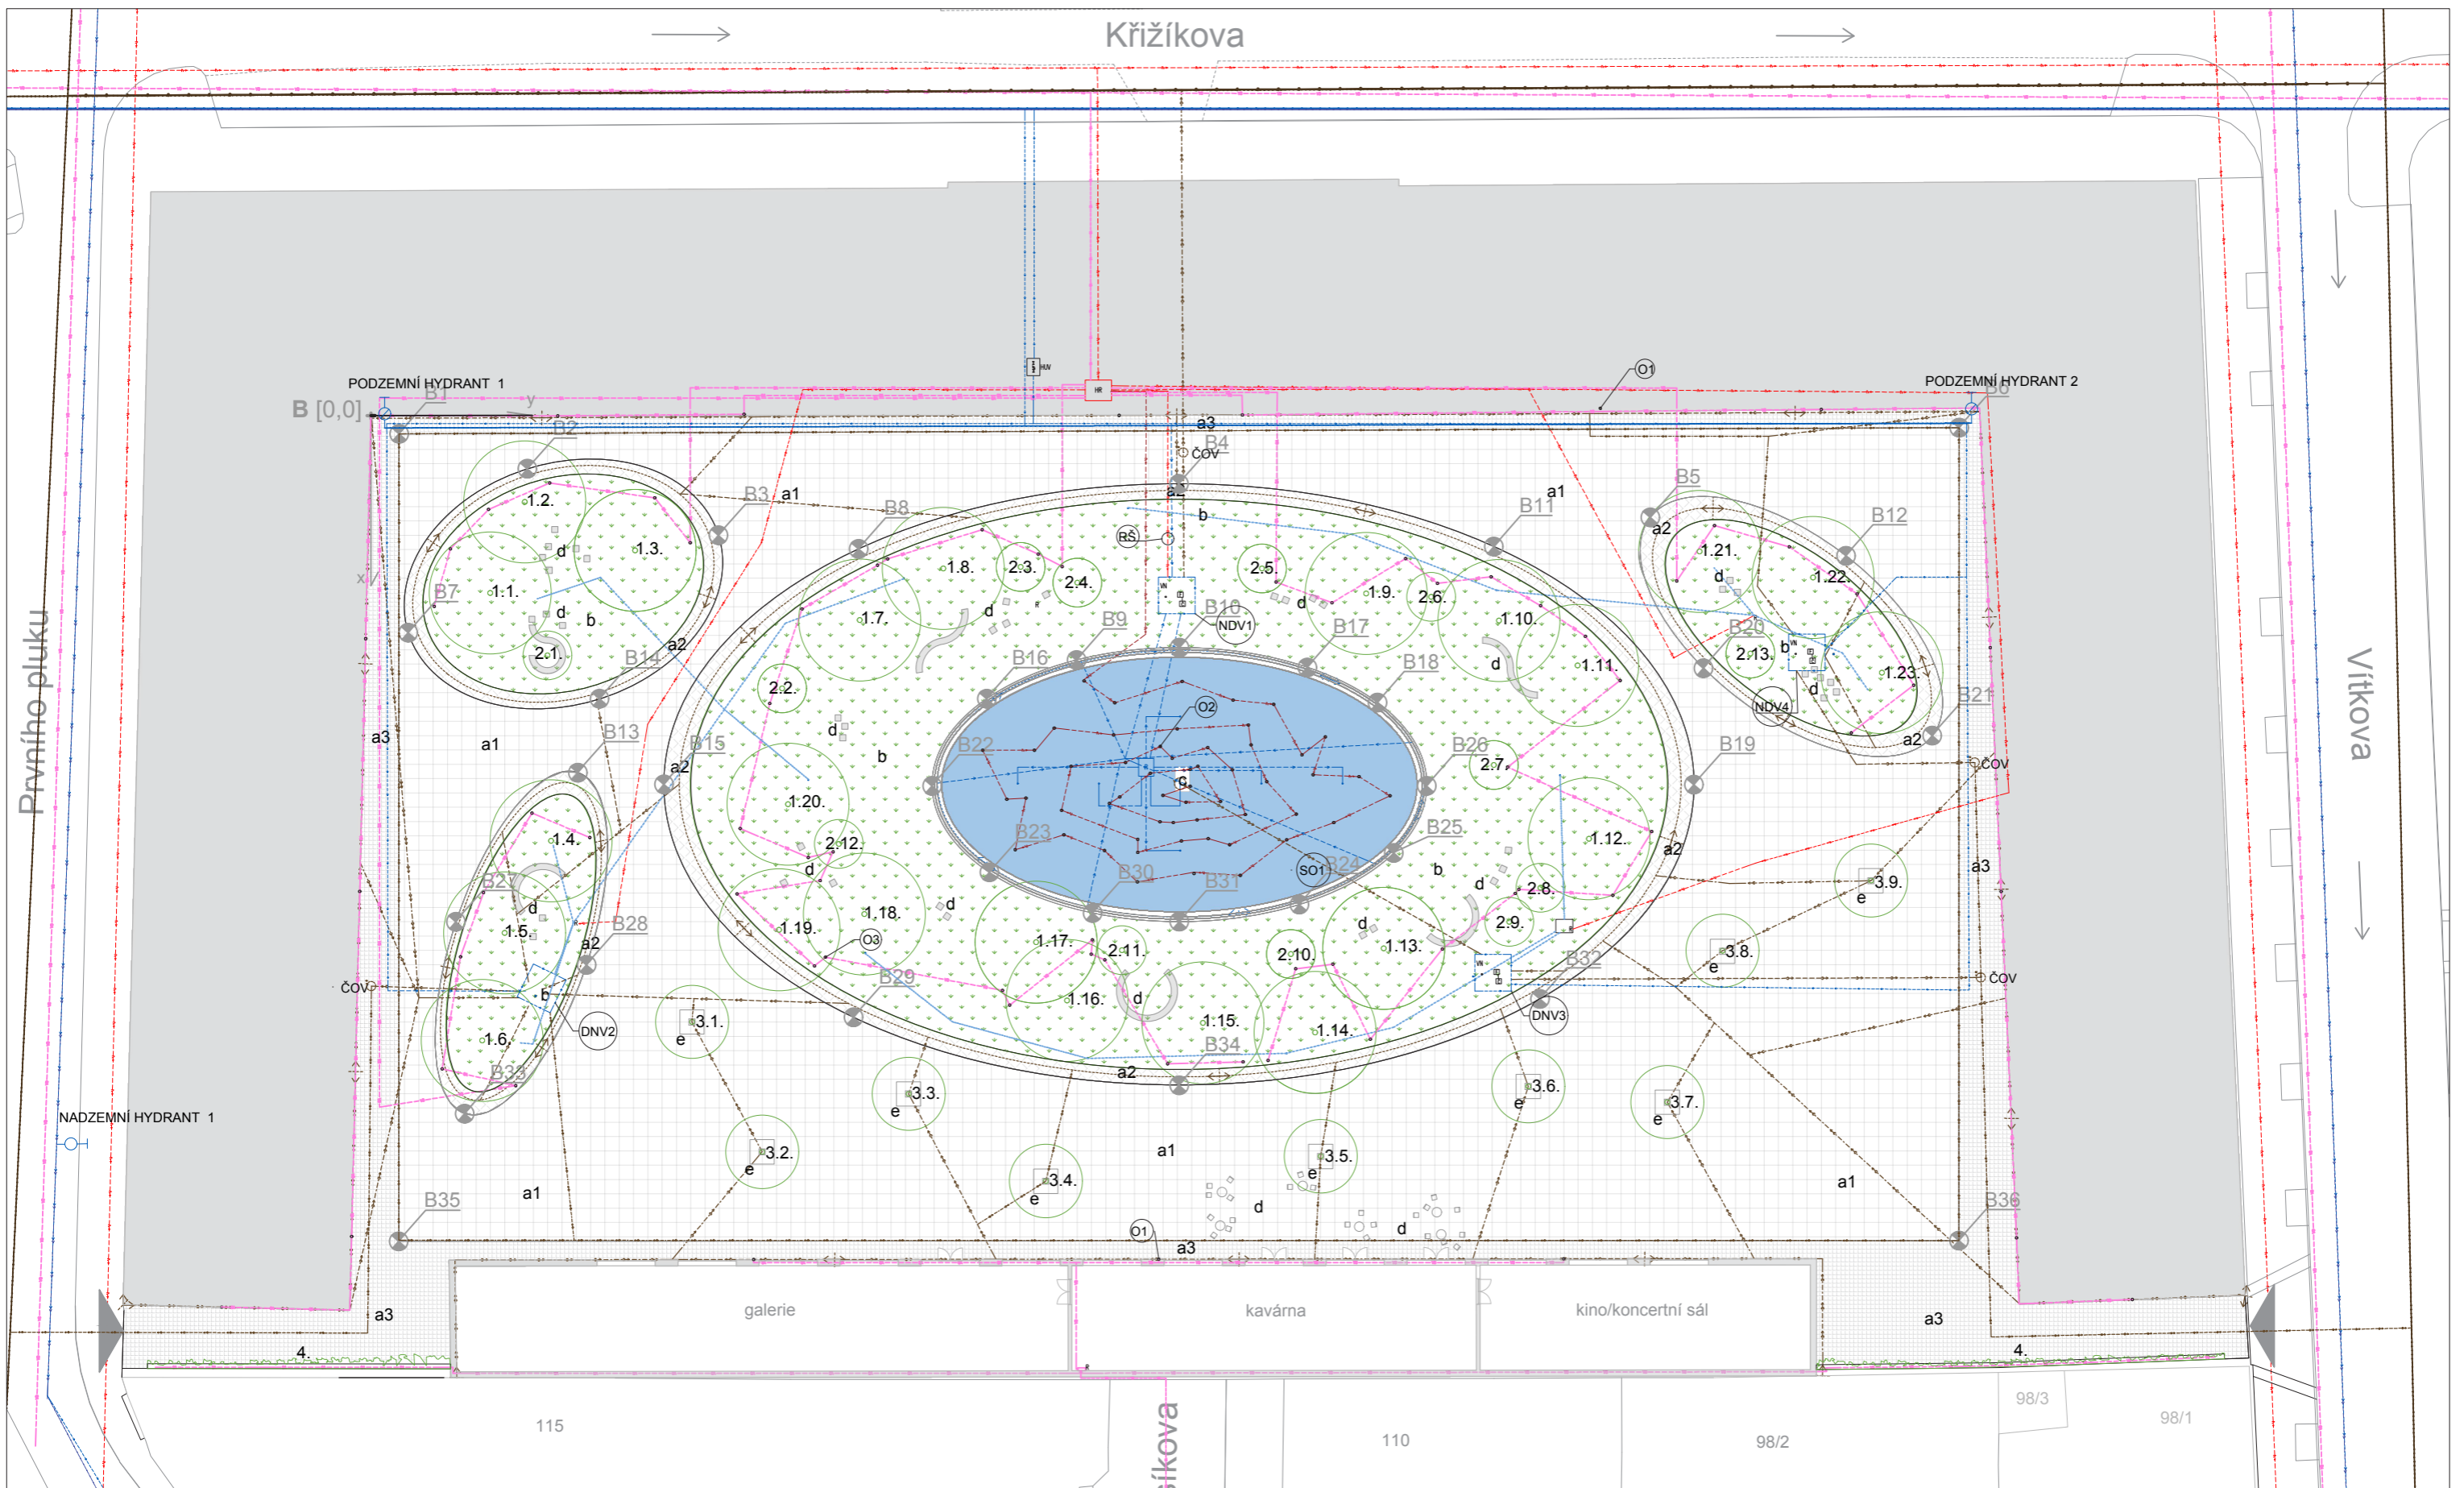 Křižíkova
HUV
HR
O1
PODZEMNÍ HYDRANT 1
PODZEMNÍ HYDRANT 2
B [0,0]
y
x
B1
B6
a3
B2
B4
ČOV
B3
a1
a2
a1
B5
B8
b
B11
a2
B12
1.2.
d
1.3.
RŠ
1.8.
2.3.
2.4.
2.5.
1.21.
d
1.22.
B7
1.1.
d
b
1.7.
d
VN
d
1.9.
2.6.
1.10.
B9
B10
NDV1
2.1.
a2
B14
B16
B17
d
1.11.
B20
2.13.
b
VN
1.23.
Prvního pluku
Vítkova
2.2.
B18
d
NDV4
B21
a3
a1
d
O2
a2
B13
B15
b
B22
B26
2.7.
B19
ČOV
a2
c
1.20.
1.4.
2.12.
B23
B25
1.12.
a2
B27
d
B24
SO1
b
d
2.8.
3.9.
a3
e
B30
B31
d
1.5.
1.18.
d
2.9.
1.19.
a2
B28
O3
1.17.
2.11.
2.10.
d
1.13.
3.8.
e
B32
VN
ČOV
ČOV
b
B29
1.16.
d
1.15.
1.14.
DNV3
DNV2
3.1.
e
1.6.
B34
a2
B33
3.3.
e
3.6.
e
3.7.
e
NADZEMNÍ HYDRANT 1
3.2.
e
a1
3.5.
e
3.4.
e
a1
a1
B35
d
d
B36
O1
a3
galerie
kavárna
kino/koncertní sál
a3
a3
4.
4.
115
110
98/2
98/3
98/1
síkova